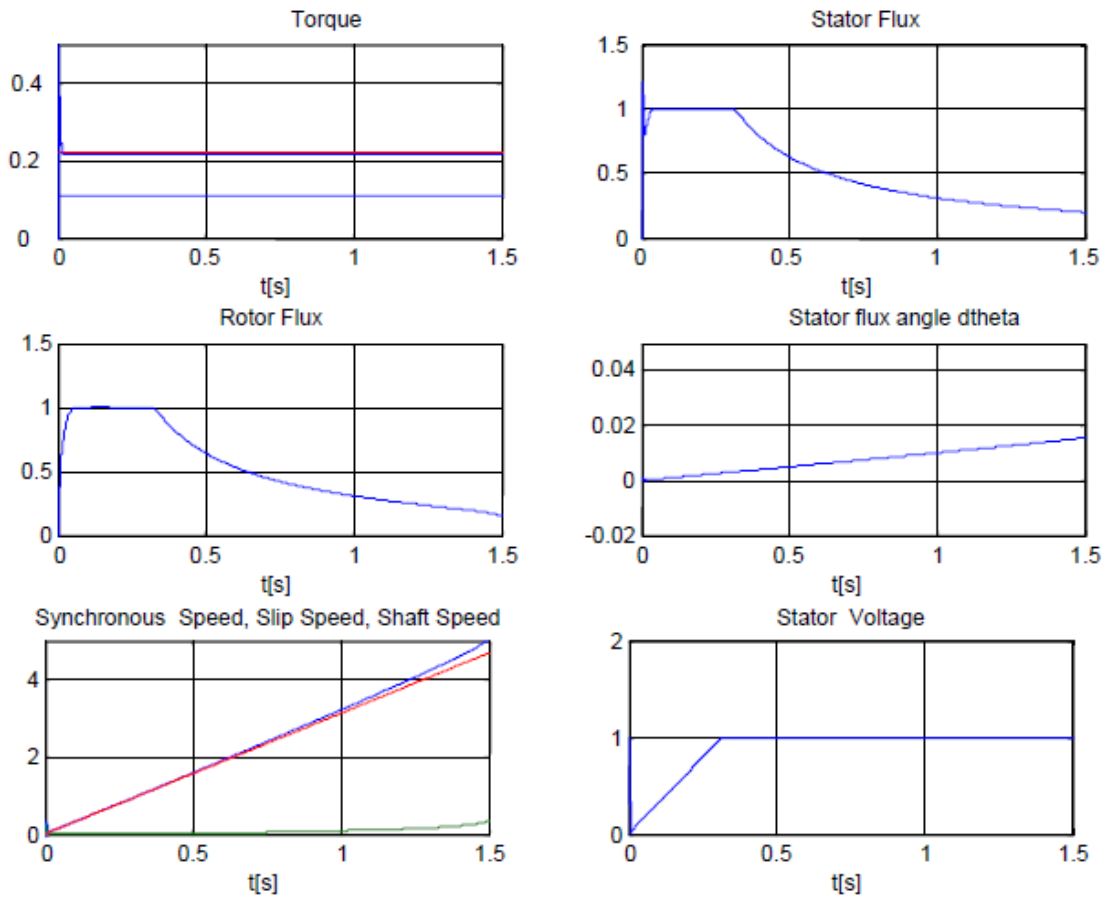 Torque
0.4
0.2
0
0 0.5 1 1.5
t[s]
Stator Flux
1.5
1
0.5
0
0 0.5 1 1.5
t[s]
Rotor Flux
1.5
1
0.5
0
0 0.5 1 1.5
t[s]
Stator flux angle dtheta
0.04
0.02
0
-0.02
0 0.5 1 1.5
t[s]
Synchronous Speed, Slip Speed, Shaft Speed
4
2
0
0 0.5 1 1.5
t[s]
Stator Voltage
2
1
0
0 0.5 1 1.5
t[s]